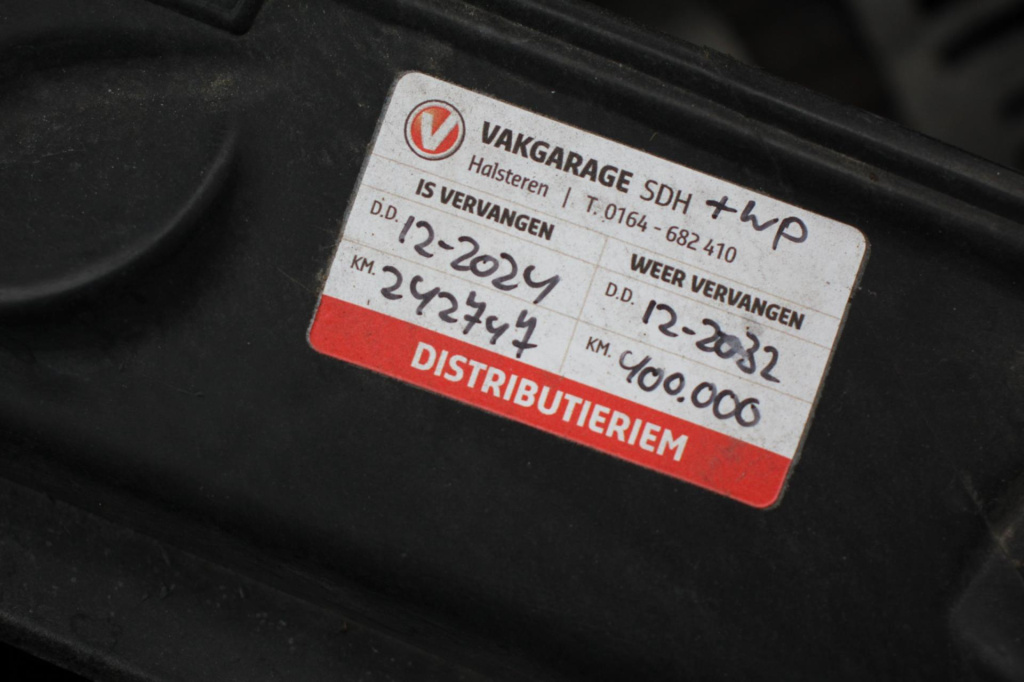 V VAKGARAGE SDH +WP
Halsteren | T. 0164 - 682 410
IS VERVANGEN
D.D. 12-2024
KM. 242747
WEER VERVANGEN
D.D. 12-2032
KM. 400.000
DISTRIBUTIERIEM